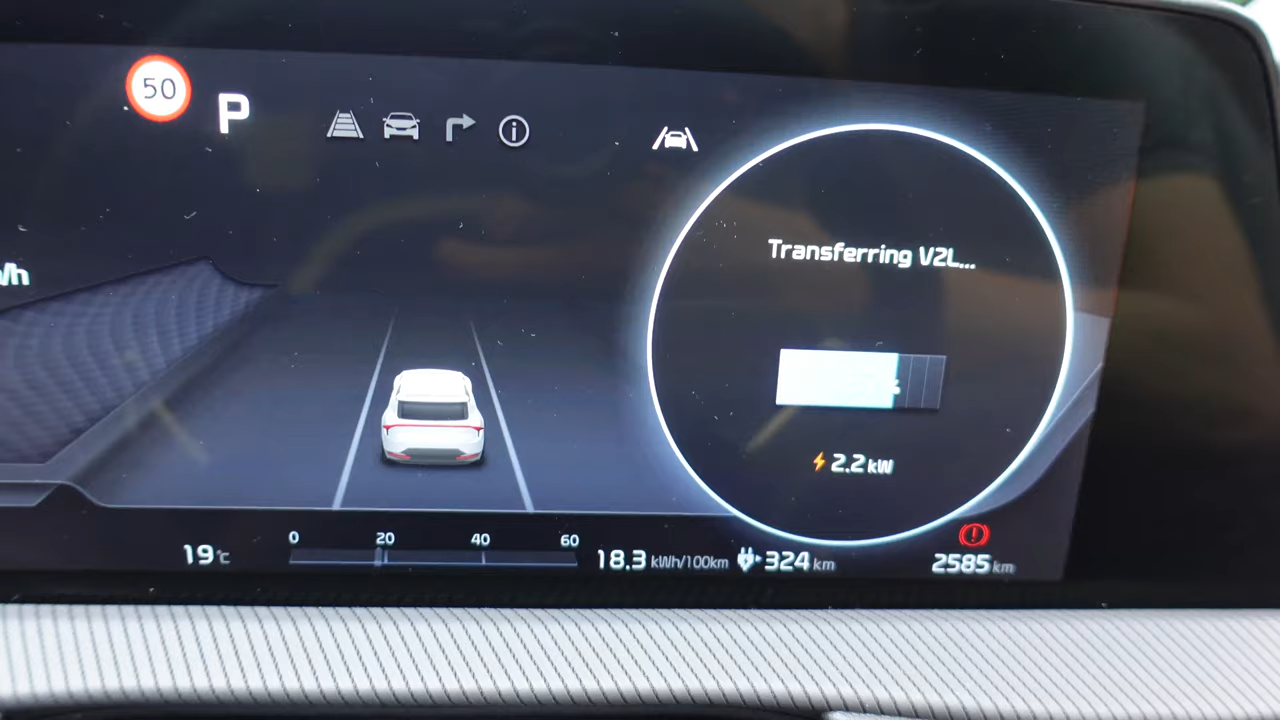 50
P
Transferring V2L...
2.2 kW
0 20 40 60
19°C
18.3 kWh/100km
324 km
2585 km